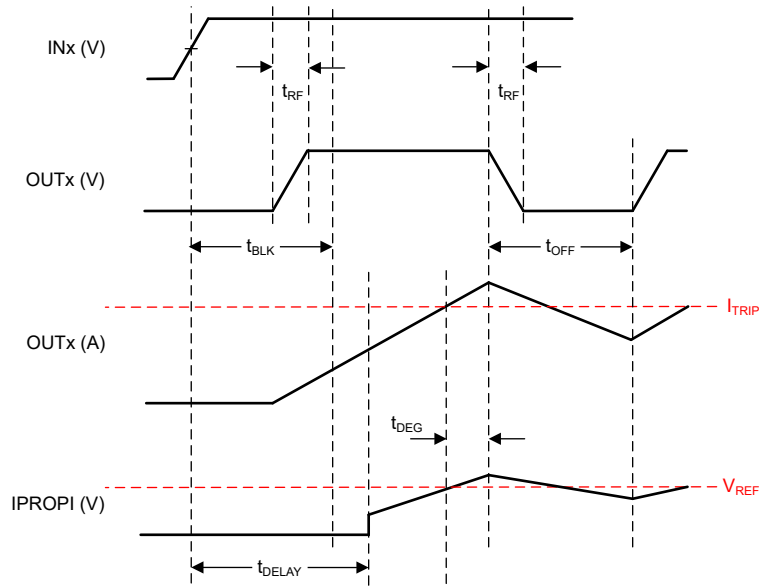 INx (V)
tRF
tRF
OUTx (V)
tBLK
tOFF
ITRIP
OUTx (A)
tDEG
VREF
IPROPI (V)
tDELAY